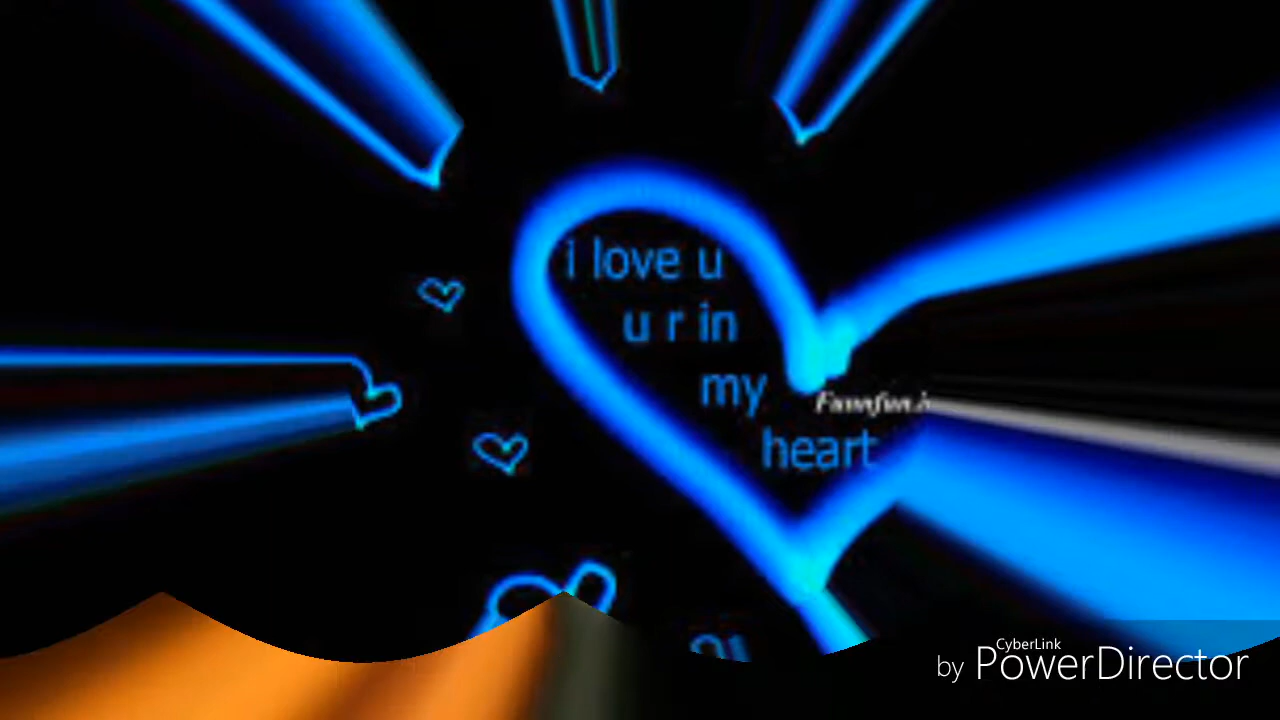 i love u
u r in
my
heart
CyberLink
by PowerDirector